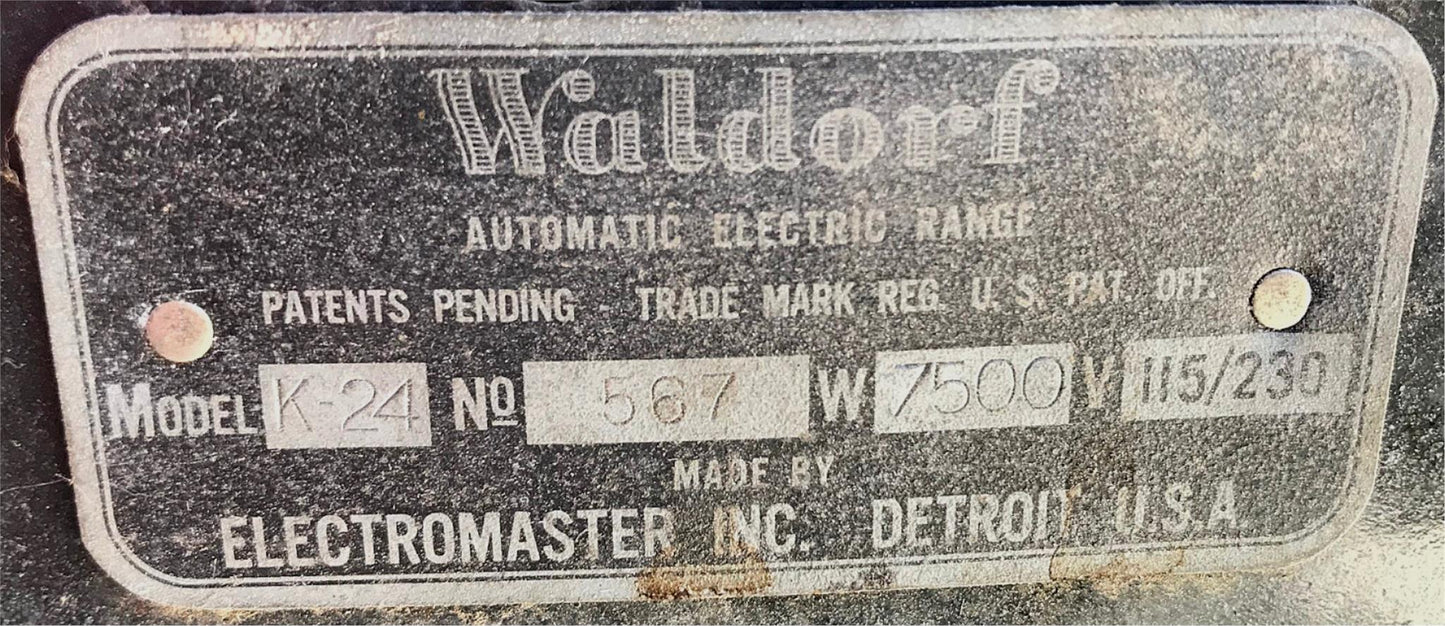 Waldorf
AUTOMATIC ELECTRIC RANGE
PATENTS PENDING - TRADE MARK REG. U. S. PAT. OFF.
MODEL K-24 Nº 567 W 7500 V 115/230
MADE BY
ELECTROMASTER INC. DETROIT U.S.A